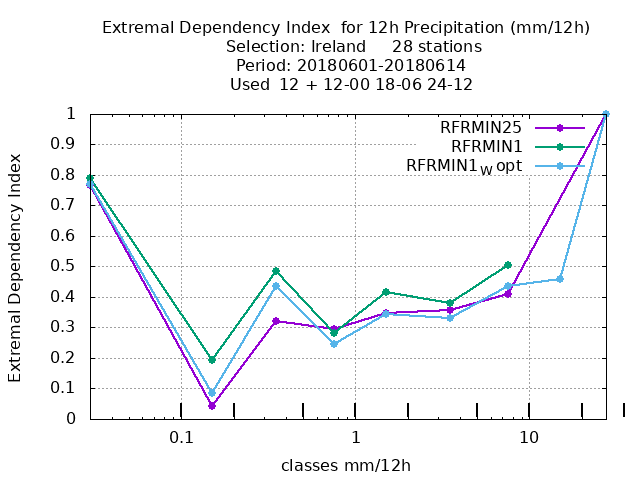 Extremal Dependency Index  for 12h Precipitation (mm/12h)
Selection: Ireland     28 stations
Period: 20180601-20180614
Used  12 + 12-00 18-06 24-12
RFRMIN25
RFRMIN1
RFRMIN1W opt
Extremal Dependency Index
1
0.9
0.8
0.7
0.6
0.5
0.4
0.3
0.2
0.1
0
0.1 1 10
classes mm/12h